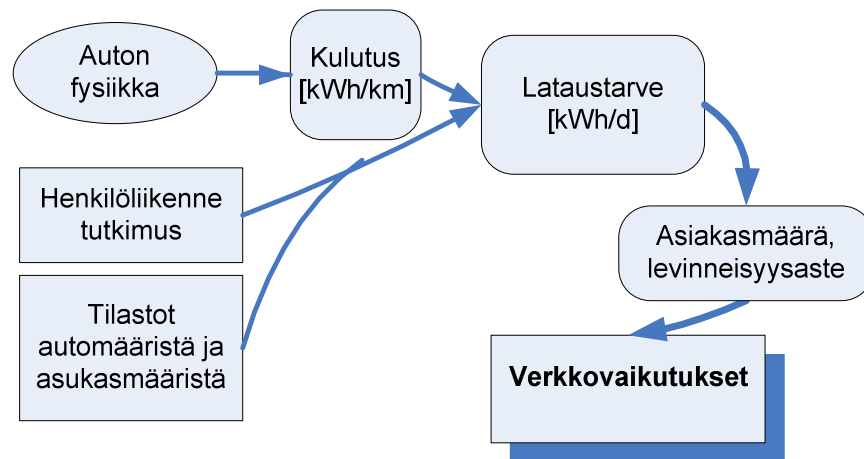 Auton
fysiikka
Kulutus
[kWh/km]
Lataustarve
[kWh/d]
Henkilöliikenne
tutkimus
Asiakasmäärä,
levinneisyysaste
Tilastot
automääristä ja
asukasmääristä
Verkkovaikutukset